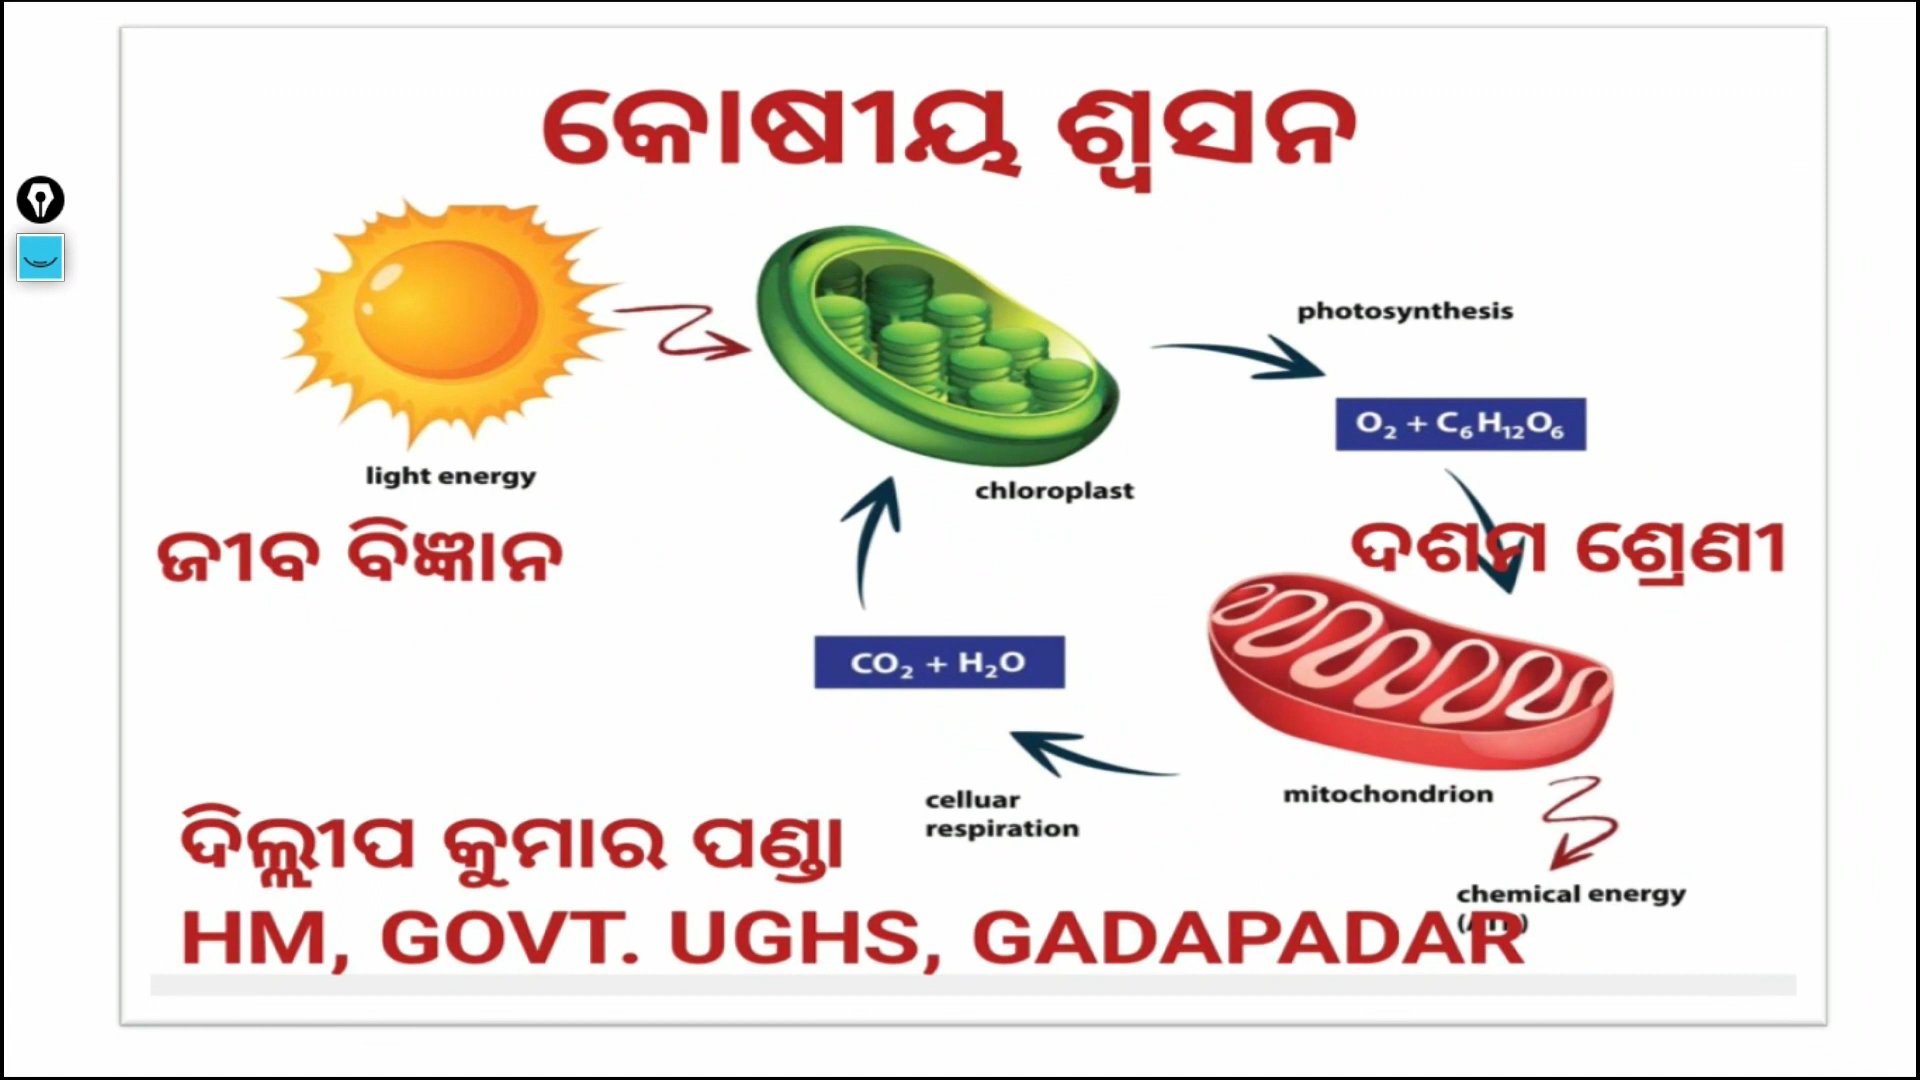 କୋଷୀୟ ଶ୍ୱସନ
photosynthesis
O₂ + C₆H₁₂O₆
light energy
chloroplast
ଜୀବ ବିଜ୍ଞାନ
ଦଶମ ଶ୍ରେଣୀ
CO₂ + H₂O
mitochondrion
celluar
respiration
ଦିଲ୍ଲୀପ କୁମାର ପଣ୍ଡା
chemical energy
HM, GOVT. UGHS, GADAPADAR